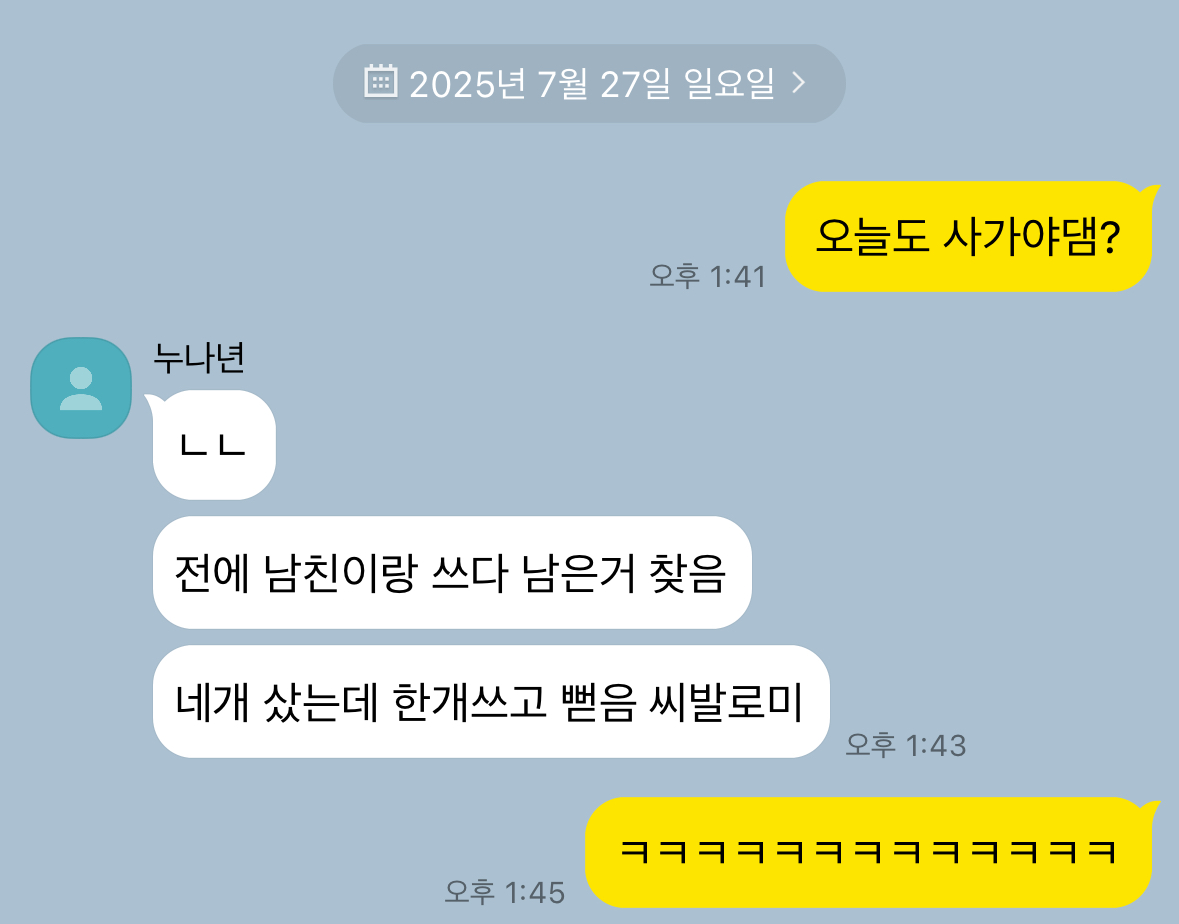 2025년 7월 27일 일요일
오늘도 사가야댐?
오후 1:41
누나년
ㄴㄴ
전에 남친이랑 쓰다 남은거 찾음
네개 샀는데 한개쓰고 뻗음 씨발로미
오후 1:43
ㅋㅋㅋㅋㅋㅋㅋㅋㅋㅋㅋㅋㅋ
오후 1:45